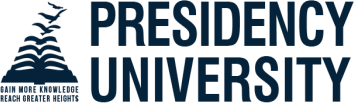 PRESIDENCY
UNIVERSITY
GAIN MORE KNOWLEDGE
REACH GREATER HEIGHTS